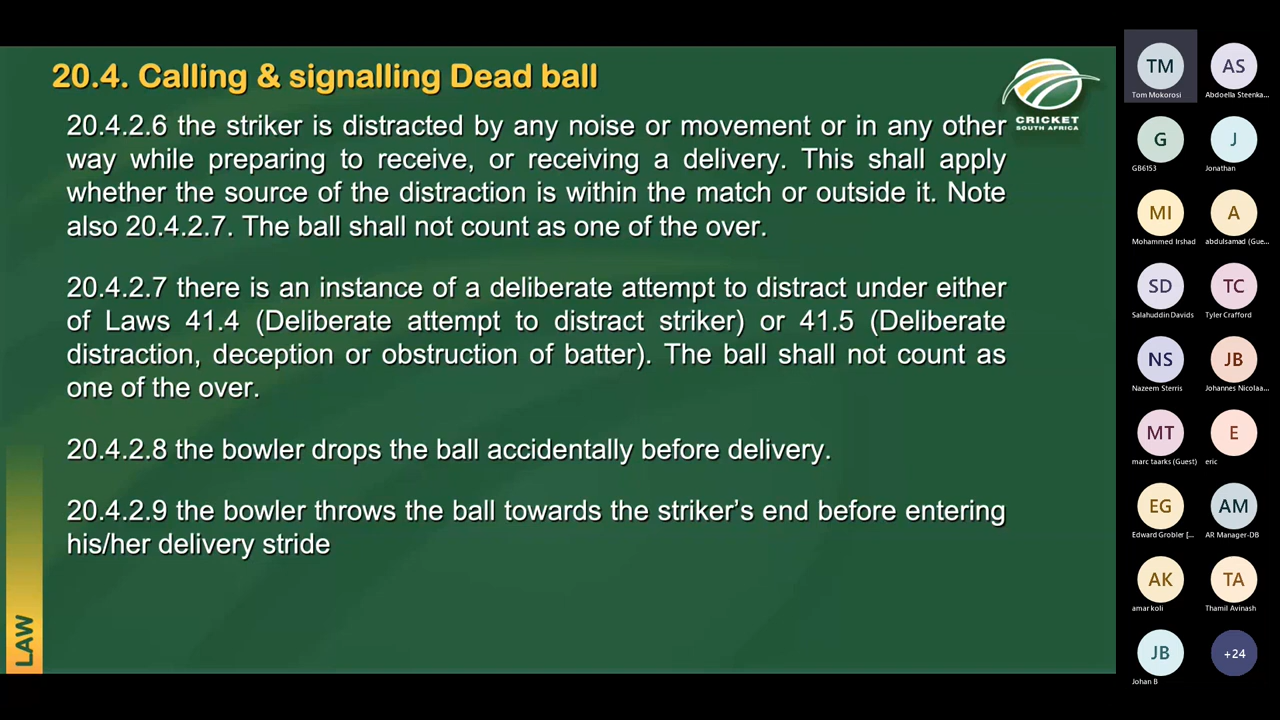 20.4. Calling & signalling Dead ball
CRICKET
SOUTH AFRICA
20.4.2.6 the striker is distracted by any noise or movement or in any other
way while preparing to receive, or receiving a delivery. This shall apply
whether the source of the distraction is within the match or outside it. Note
also 20.4.2.7. The ball shall not count as one of the over.
20.4.2.7 there is an instance of a deliberate attempt to distract under either
of Laws 41.4 (Deliberate attempt to distract striker) or 41.5 (Deliberate
distraction, deception or obstruction of batter). The ball shall not count as
one of the over.
20.4.2.8 the bowler drops the ball accidentally before delivery.
20.4.2.9 the bowler throws the ball towards the striker’s end before entering
his/her delivery stride
LAW
TM
Tom Mokorosi
AS
Abdoella Steenka...
G
GB6153
J
Jonathan
MI
Mohammed Irshad
A
abdulsamad (Gue...
SD
Salahuddin Davids
TC
Tyler Crafford
NS
Nazeem Sterris
JB
Johannes Nicolaa...
MT
marc taarks (Guest)
E
eric
EG
Edward Grobler [...
AM
AR Manager-DB
AK
amar koli
TA
Thamil Avinash
JB
Johan B
+24